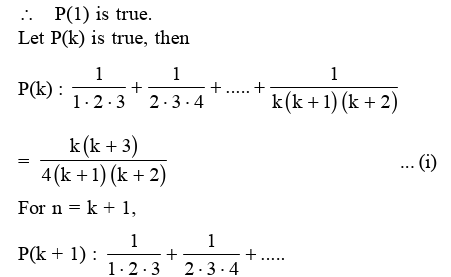 ∴ P(1) is true.
Let P(k) is true, then
P(k) : 1/(1·2·3) + 1/(2·3·4) + ..... + 1/(k(k+1)(k+2))
= k(k+3)/(4(k+1)(k+2)) ... (i)
For n = k + 1,
P(k + 1) : 1/(1·2·3) + 1/(2·3·4) + .....